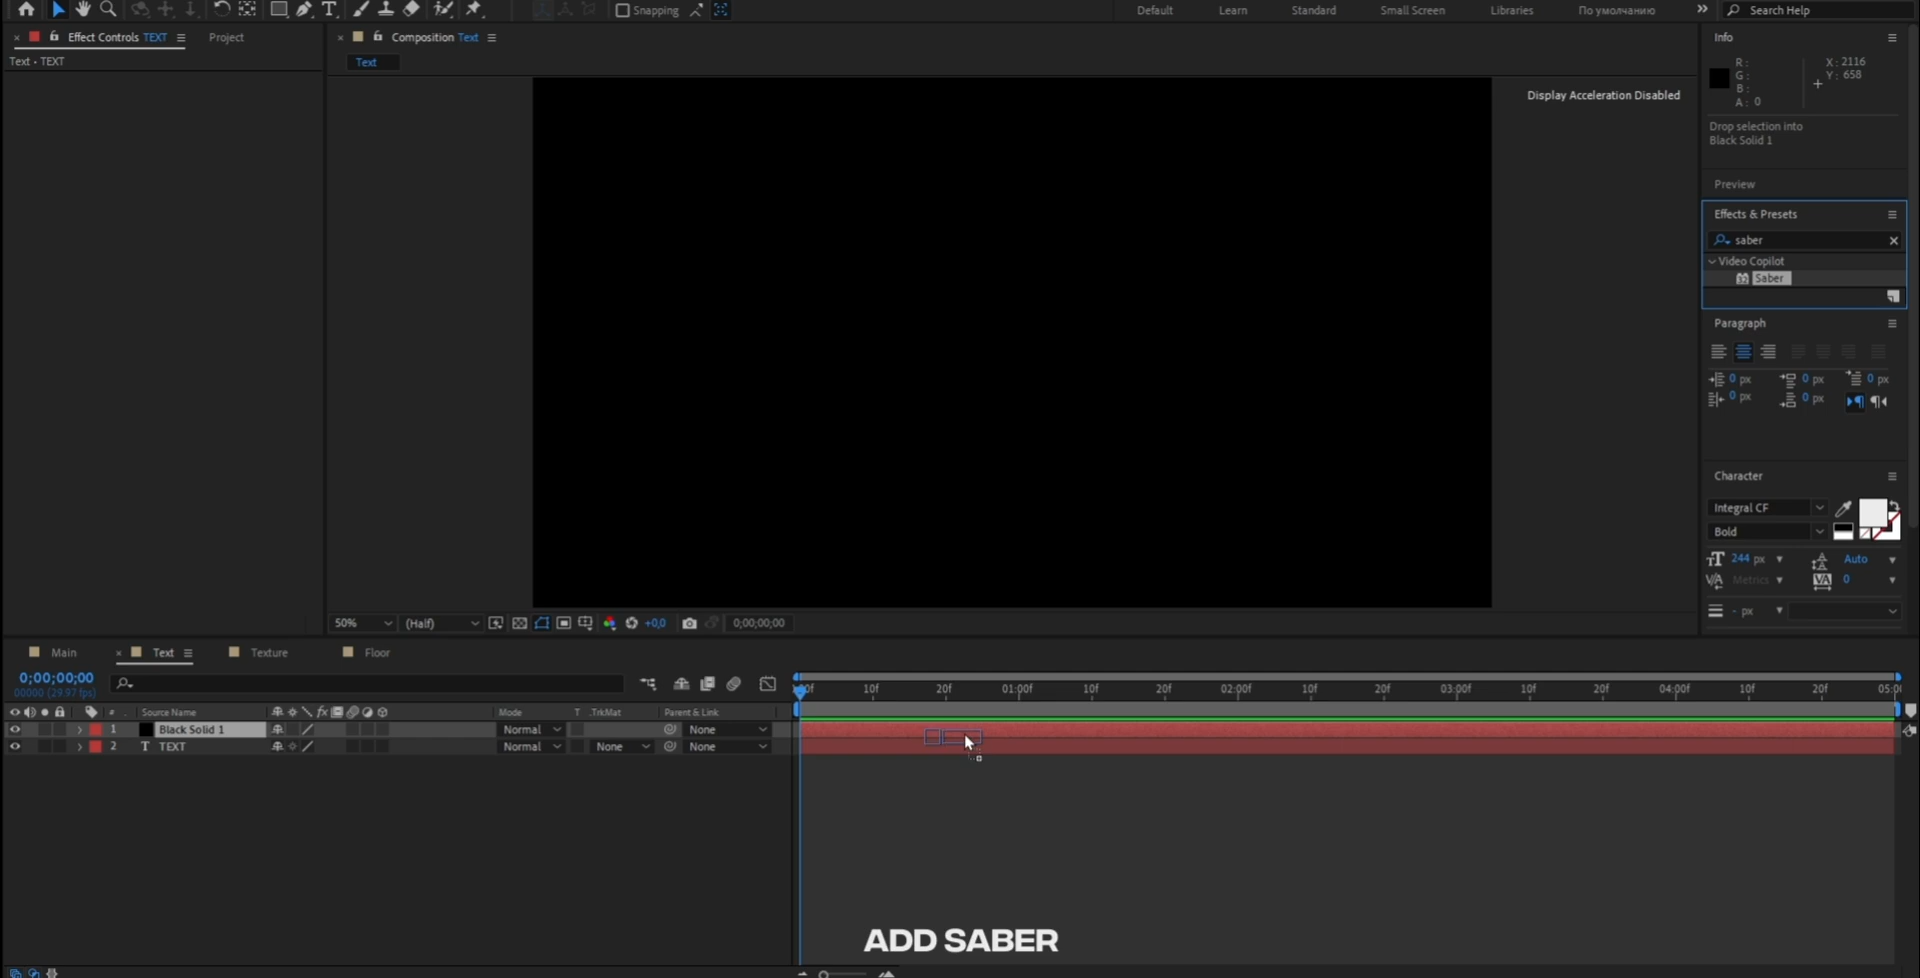 Snapping
Default Learn Standard Small Screen Libraries По умолчанию
Search Help
Effect Controls TEXT
Project
Composition Text
Info
Text • TEXT
Text
R :
G :
B :
A : 0
X : 2116
Y : 658
Display Acceleration Disabled
Drop selection into
Black Solid 1
Preview
Effects & Presets
saber
Video Copilot
Saber
Paragraph
0 px 0 px 0 px
0 px 0 px
Character
Integral CF
Bold
244 px Auto
Metrics 0
- px
50% (Half) +0,0 0;00;00;00
Main Text Texture Floor
0;00;00;00
00000 (29.97 fps)
10f 20f 01:00f 10f 20f 02:00f 10f 20f 03:00f 10f 20f 04:00f 10f 20f
# Source Name Mode T .TrkMat Parent & Link
1 Black Solid 1 Normal None
2 T TEXT Normal None None
ADD SABER